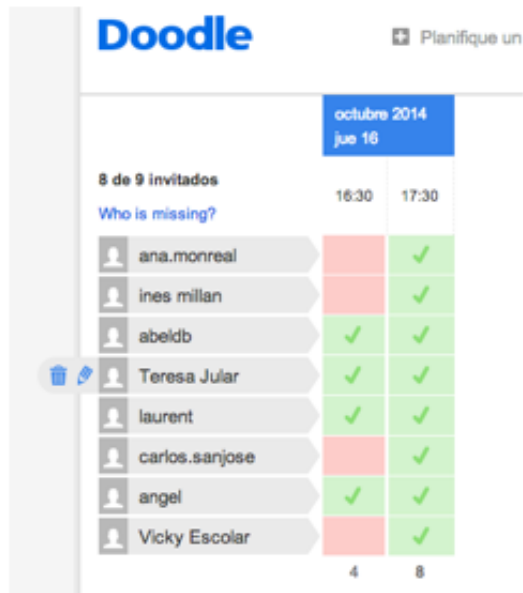 Doodle
Planifique un
octubre 2014
jue 16
8 de 9 invitados
Who is missing?
16:30 17:30
ana.monreal
ines millan
abeldb
Teresa Jular
laurent
carlos.sanjose
angel
Vicky Escolar
4 8